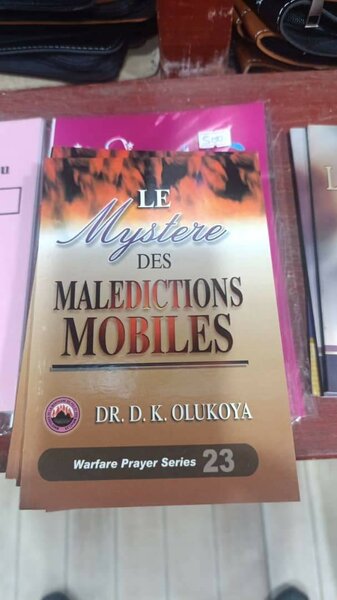 LE
Mystere
DES
MALEDICTIONS
MOBILES
DR. D. K. OLUKOYA
Warfare Prayer Series 23